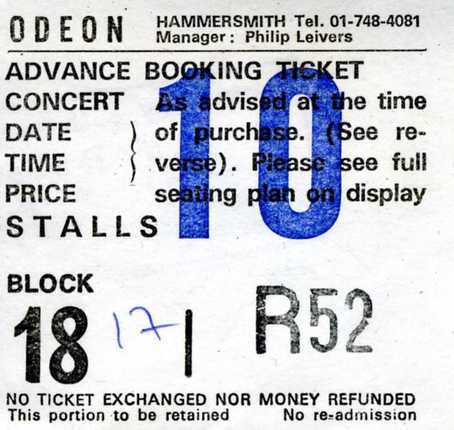 ODEON HAMMERSMITH Tel. 01-748-4081
Manager: Philip Leivers
ADVANCE BOOKING TICKET
CONCERT As advised at the time
DATE } of purchase. (See re-
TIME } verse). Please see full
PRICE seating plan on display
STALLS
10
BLOCK
18 17 | R52
NO TICKET EXCHANGED NOR MONEY REFUNDED
This portion to be retained No re-admission